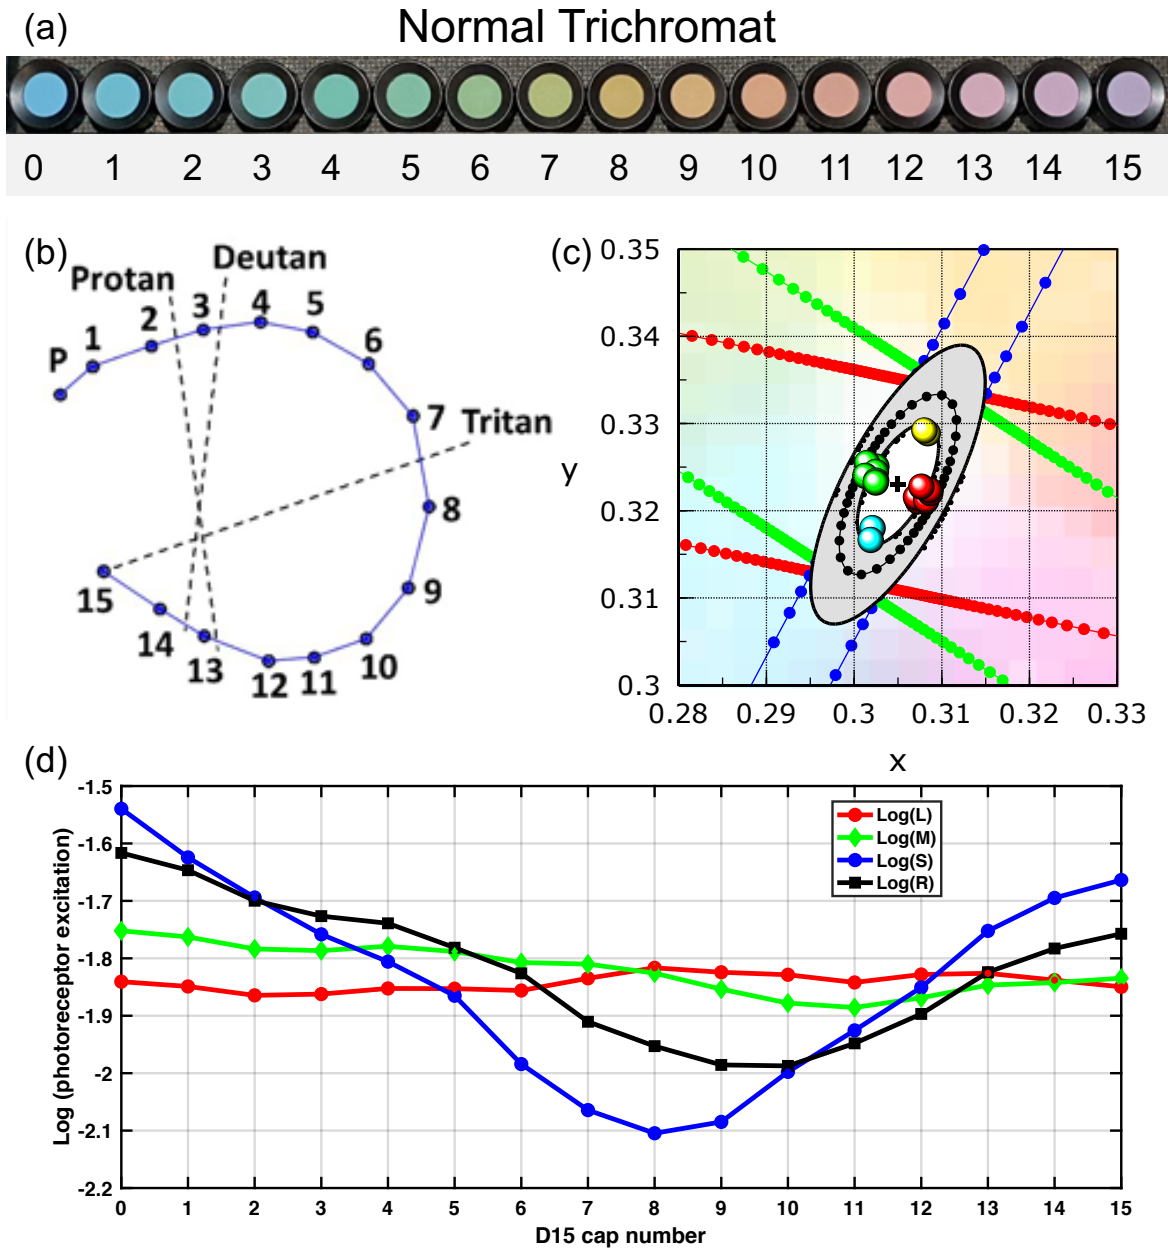 (a) Normal Trichromat
0 1 2 3 4 5 6 7 8 9 10 11 12 13 14 15
(b)
Protan
Deutan
Tritan
P
1
2
3
4
5
6
7
8
9
10
11
12
13
14
15
(c)
0.35
0.34
0.33
0.32
0.31
0.3
y
0.28 0.29 0.3 0.31 0.32 0.33
x
(d)
-1.5
-1.6
-1.7
-1.8
-1.9
-2
-2.1
-2.2
Log (photoreceptor excitation)
Log(L)
Log(M)
Log(S)
Log(R)
0 1 2 3 4 5 6 7 8 9 10 11 12 13 14 15
D15 cap number